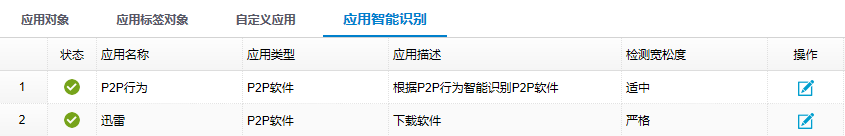 应用对象 应用标签对象 自定义应用 应用智能识别
状态 应用名称 应用类型 应用描述 检测宽松度 操作
1 P2P行为 P2P软件 根据P2P行为智能识别P2P软件 适中
2 迅雷 P2P软件 下载软件 严格